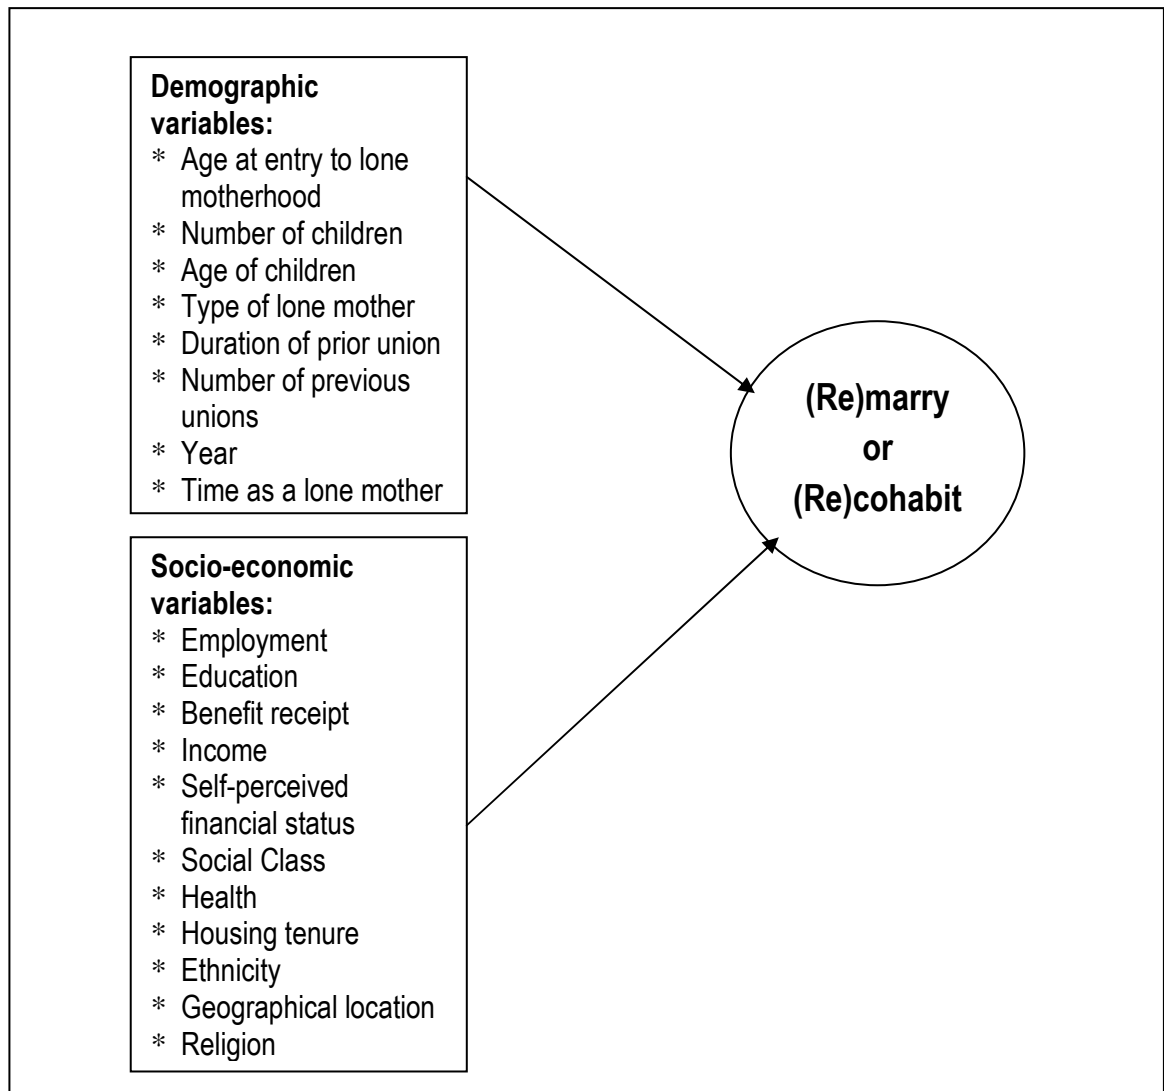 Demographic
variables:
* Age at entry to lone
motherhood
* Number of children
* Age of children
* Type of lone mother
* Duration of prior union
* Number of previous
unions
* Year
* Time as a lone mother
Socio-economic
variables:
* Employment
* Education
* Benefit receipt
* Income
* Self-perceived
financial status
* Social Class
* Health
* Housing tenure
* Ethnicity
* Geographical location
* Religion
(Re)marry
or
(Re)cohabit